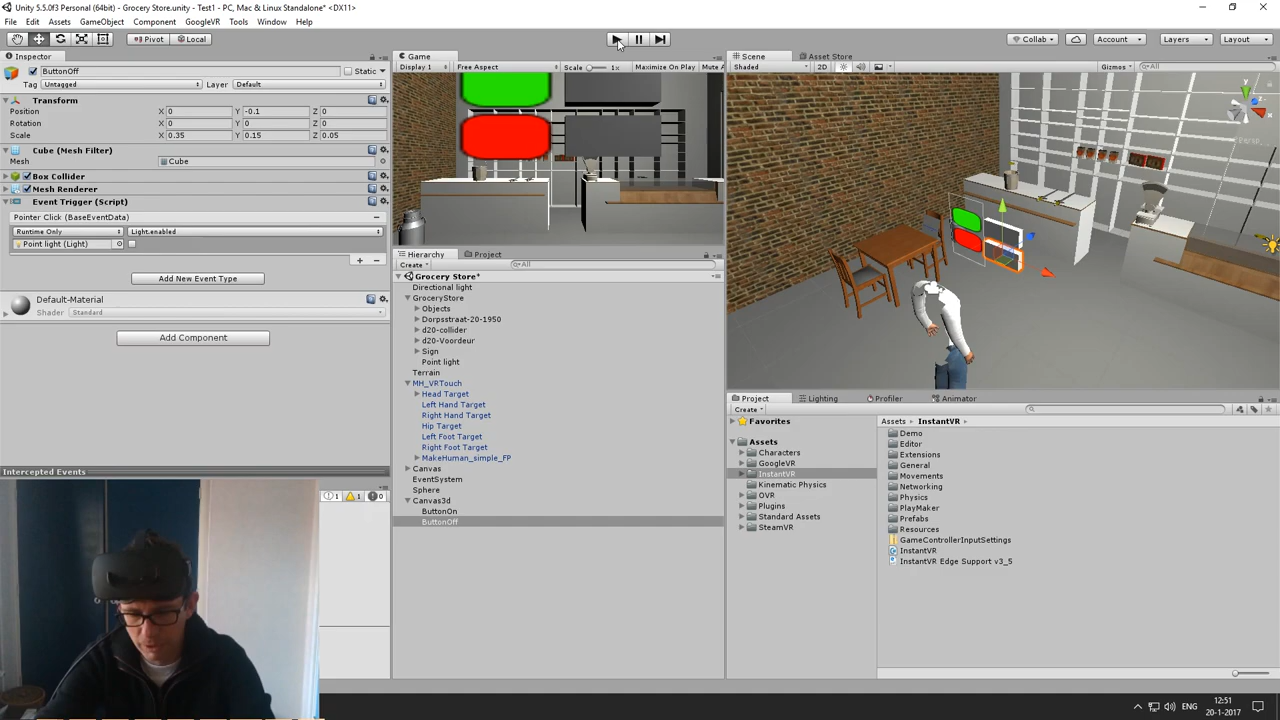 Unity 5.5.0f3 Personal (64bit) - Grocery Store.unity - Test1 - PC, Mac & Linux Standalone* <DX11>
File Edit Assets GameObject Component GoogleVR Tools Window Help
Pivot Local Collab Account Layers Layout
Inspector
ButtonOff Static
Tag Untagged Layer Default
Transform
Position X 0 Y -0.1 Z 0
Rotation X 0 Y 0 Z 0
Scale X 0.35 Y 0.15 Z 0.05
Cube (Mesh Filter)
Mesh Cube
Box Collider
Mesh Renderer
Event Trigger (Script)
Pointer Click (BaseEventData)
Runtime Only Light.enabled
Point light (Light)
Add New Event Type
Default-Material
Shader Standard
Add Component
Intercepted Events
1 1 0
Game
Display 1 Free Aspect Scale 1x Maximize On Play Mute A
Hierarchy Project
Create All
Grocery Store*
Directional light
GroceryStore
Objects
Dorpsstraat-20-1950
d20-collider
d20-Voordeur
Sign
Point light
Terrain
MH_VRTouch
Head Target
Left Hand Target
Right Hand Target
Hip Target
Left Foot Target
Right Foot Target
MakeHuman_simple_FP
Canvas
EventSystem
Sphere
Canvas3d
ButtonOn
ButtonOff
Scene Asset Store
Shaded 2D Gizmos All
y
Project Lighting Profiler Animator
Create
Favorites
Assets
Characters
GoogleVR
InstantVR
Kinematic Physics
OVR
Plugins
Standard Assets
SteamVR
Assets InstantVR
Demo
Editor
Extensions
General
Movements
Networking
Physics
PlayMaker
Prefabs
Resources
GameControllerInputSettings
InstantVR
InstantVR Edge Support v3_5
ENG
12:51
20-1-2017